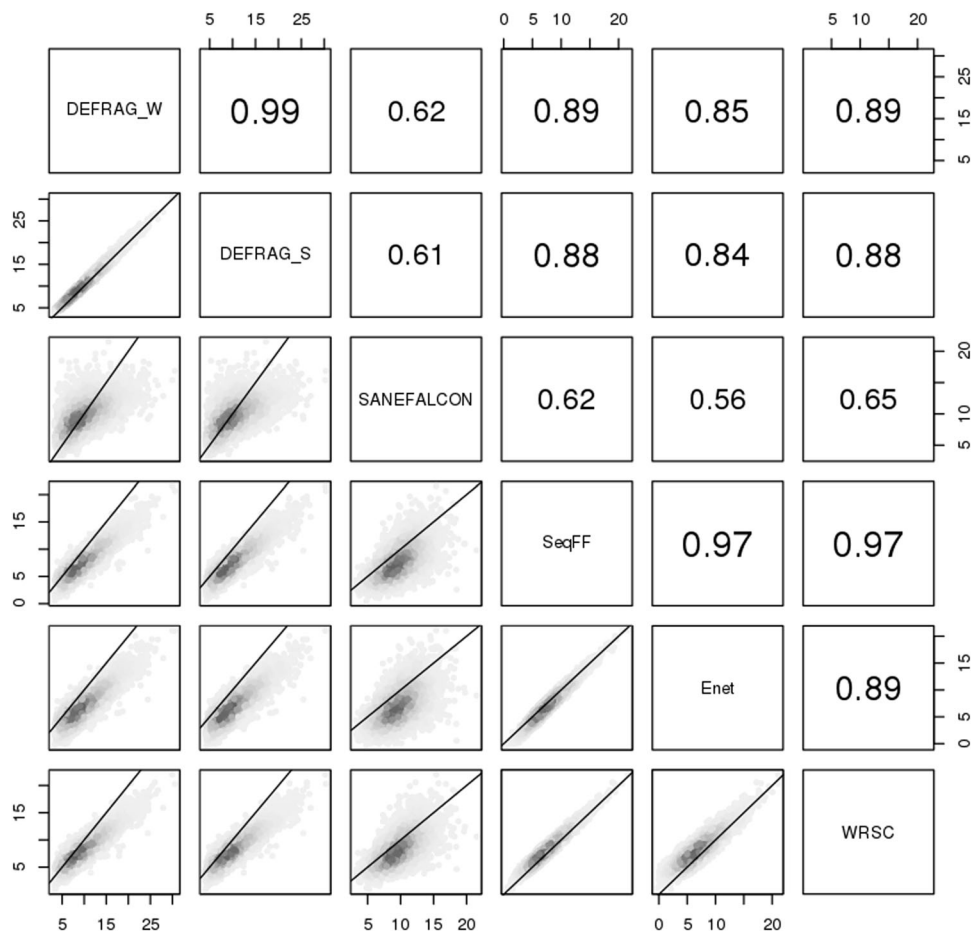 5 15 25 0 5 10 20 5 10 20
DEFRAG_W 0.99 0.62 0.89 0.85 0.89
5 15 25
5 15 25
DEFRAG_S 0.61 0.88 0.84 0.88
SANEFALCON 0.62 0.56 0.65
5 10 20
0 5 15
SeqFF 0.97 0.97
Enet 0.89
0 5 15
5 15
WRSC
5 15 25 5 10 15 20 0 5 10 20